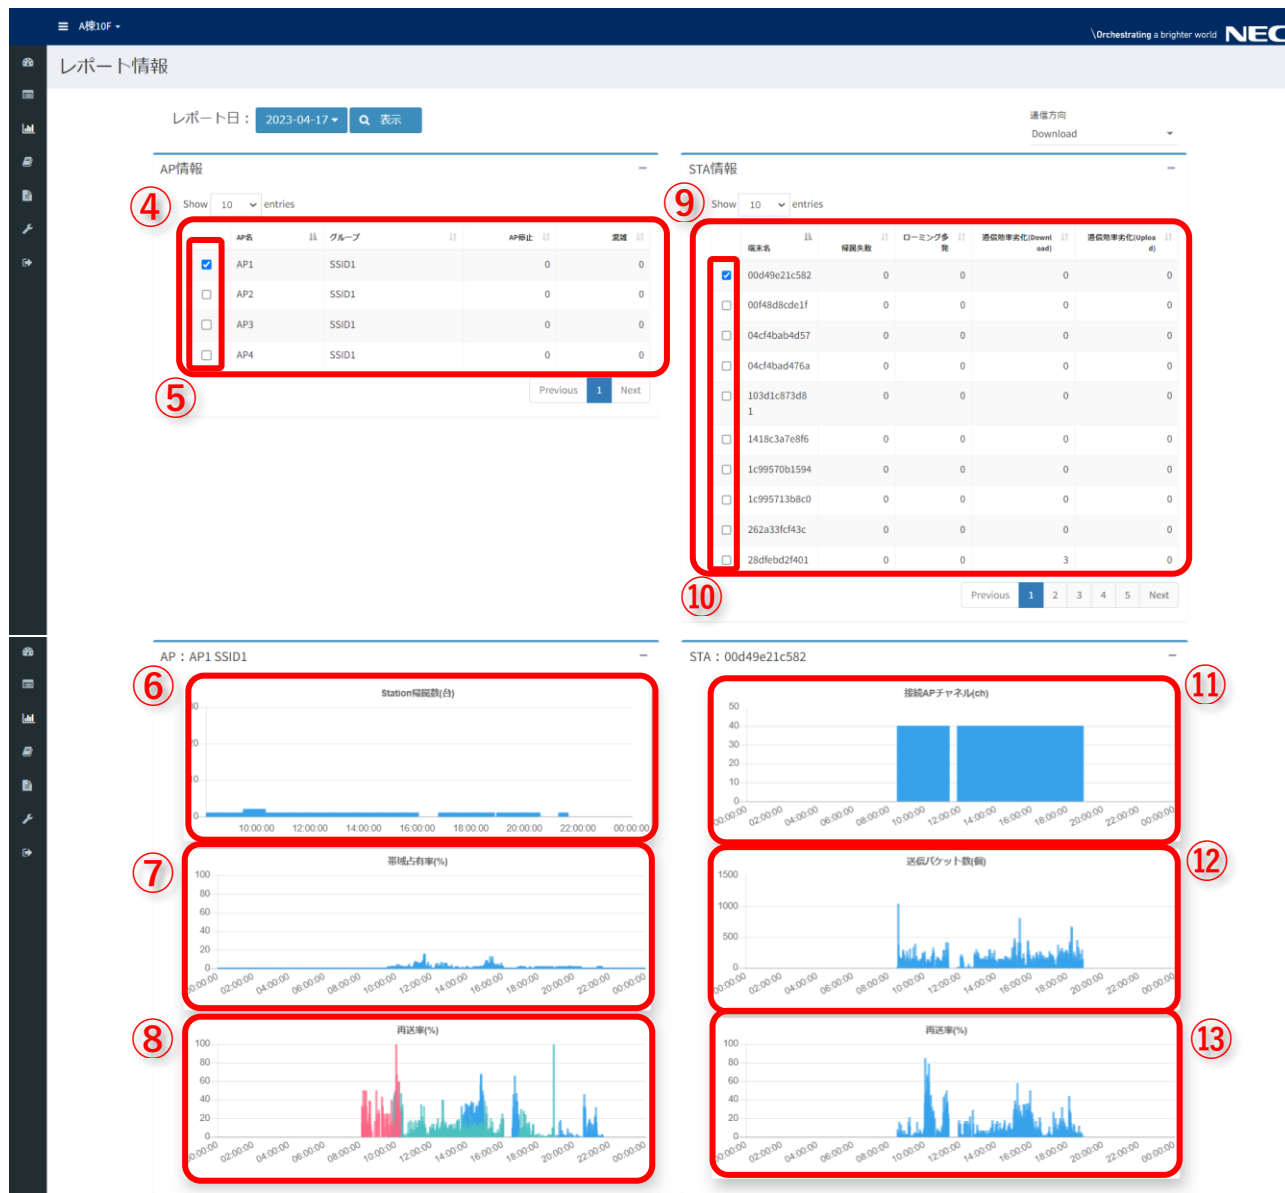 A棟10F
\Orchestrating a brighter world NEC
レポート情報
レポート日：
2023-04-17
表示
通信方向
Download
AP情報
④
Show 10 entries
AP名 グループ AP停止 混雑
AP1 SSID1 0 0
AP2 SSID1 0 0
AP3 SSID1 0 0
AP4 SSID1 0 0
⑤
Previous 1 Next
STA情報
⑨
Show 10 entries
端末名 帰属失敗 ローミング多発 通信効率劣化(Download) 通信効率劣化(Upload)
00d49e21c582 0 0 0 0
00f48d8cde1f 0 0 0 0
04cf4bab4d57 0 0 0 0
04cf4bad476a 0 0 0 0
103d1c873d8 0 0 0 0
1
1418c3a7e8f6 0 0 0 0
1c99570b1594 0 0 0 0
1c995713b8c0 0 0 0 0
262a33fcf43c 0 0 0 0
28dfebd2f401 0 0 3 0
⑩
Previous 1 2 3 4 5 Next
AP：AP1 SSID1
⑥
Station帰属数(台)
30
20
10
0
10:00:00 12:00:00 14:00:00 16:00:00 18:00:00 20:00:00 22:00:00 00:00:00
⑦
帯域占有率(%)
100
80
60
40
20
0
00:00:00 02:00:00 04:00:00 06:00:00 08:00:00 10:00:00 12:00:00 14:00:00 16:00:00 18:00:00 20:00:00 22:00:00 00:00:00
⑧
再送率(%)
100
80
60
40
20
0
00:00:00 02:00:00 04:00:00 06:00:00 08:00:00 10:00:00 12:00:00 14:00:00 16:00:00 18:00:00 20:00:00 22:00:00 00:00:00
STA：00d49e21c582
⑪
接続APチャネル(ch)
50
40
30
20
10
0
00:00:00 02:00:00 04:00:00 06:00:00 08:00:00 10:00:00 12:00:00 14:00:00 16:00:00 18:00:00 20:00:00 22:00:00 00:00:00
⑫
送信パケット数(個)
1500
1000
500
0
00:00:00 02:00:00 04:00:00 06:00:00 08:00:00 10:00:00 12:00:00 14:00:00 16:00:00 18:00:00 20:00:00 22:00:00 00:00:00
⑬
再送率(%)
100
80
60
40
20
0
00:00:00 02:00:00 04:00:00 06:00:00 08:00:00 10:00:00 12:00:00 14:00:00 16:00:00 18:00:00 20:00:00 22:00:00 00:00:00